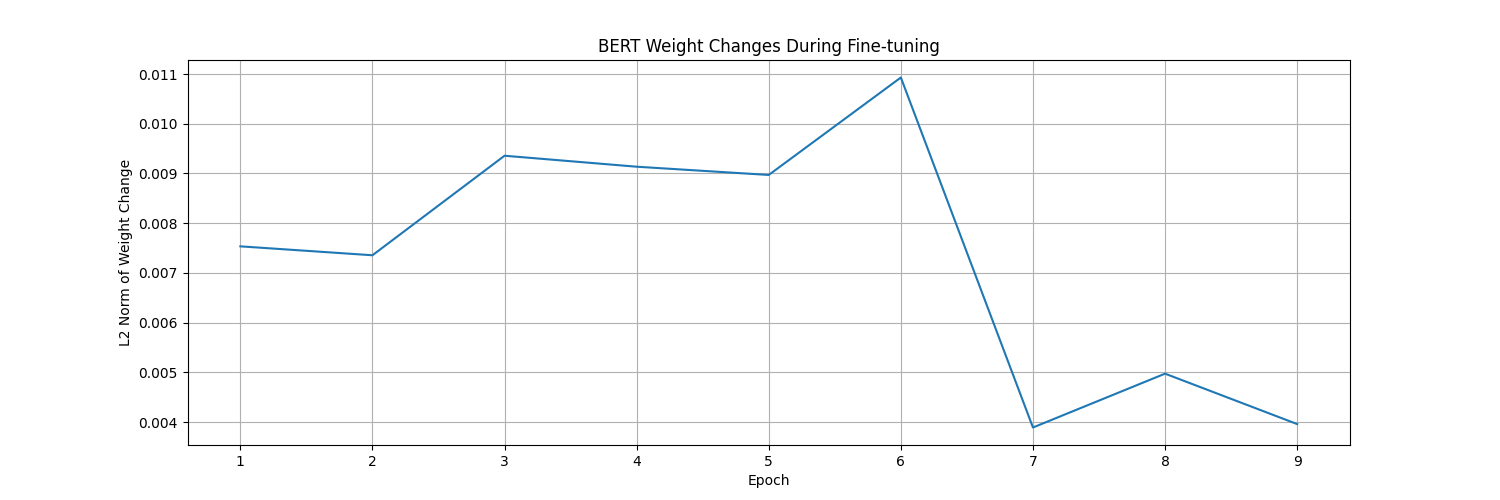 BERT Weight Changes During Fine-tuning
L2 Norm of Weight Change
0.011
0.010
0.009
0.008
0.007
0.006
0.005
0.004
1 2 3 4 5 6 7 8 9
Epoch